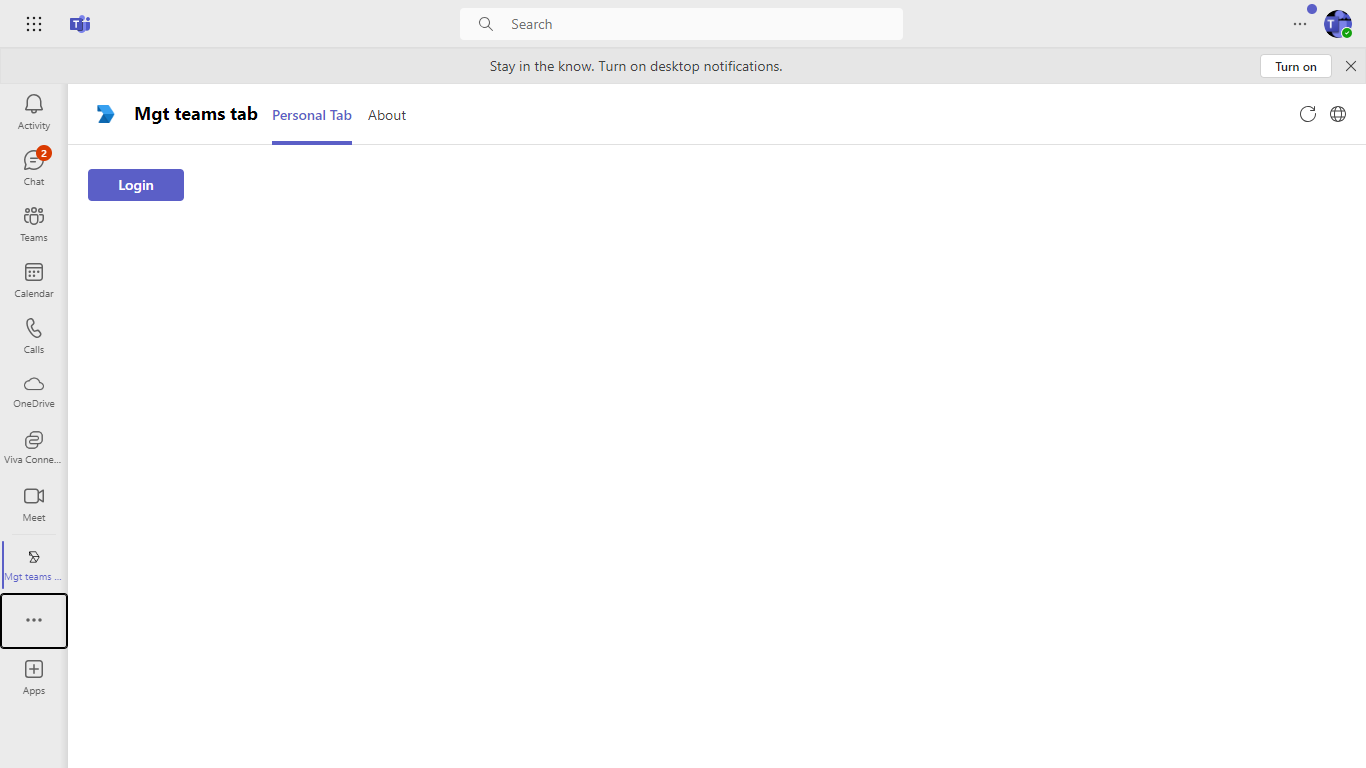 Search
Stay in the know. Turn on desktop notifications.
Turn on
Activity
2
Chat
Teams
Calendar
Calls
OneDrive
Viva Conne...
Meet
Mgt teams ...
Apps
Mgt teams tab
Personal Tab
About
Login